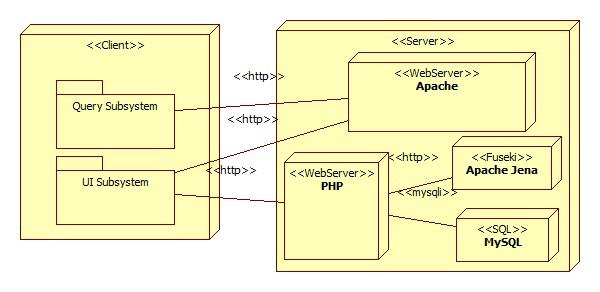 <<Client>>
<<Server>>
<<http>>
<<WebServer>>
Apache
Query Subsystem
<<http>>
<<http>>
<<Fuseki>>
Apache Jena
<<WebServer>>
PHP
<<http>>
UI Subsystem
<<mysqli>>
<<SQL>>
MySQL